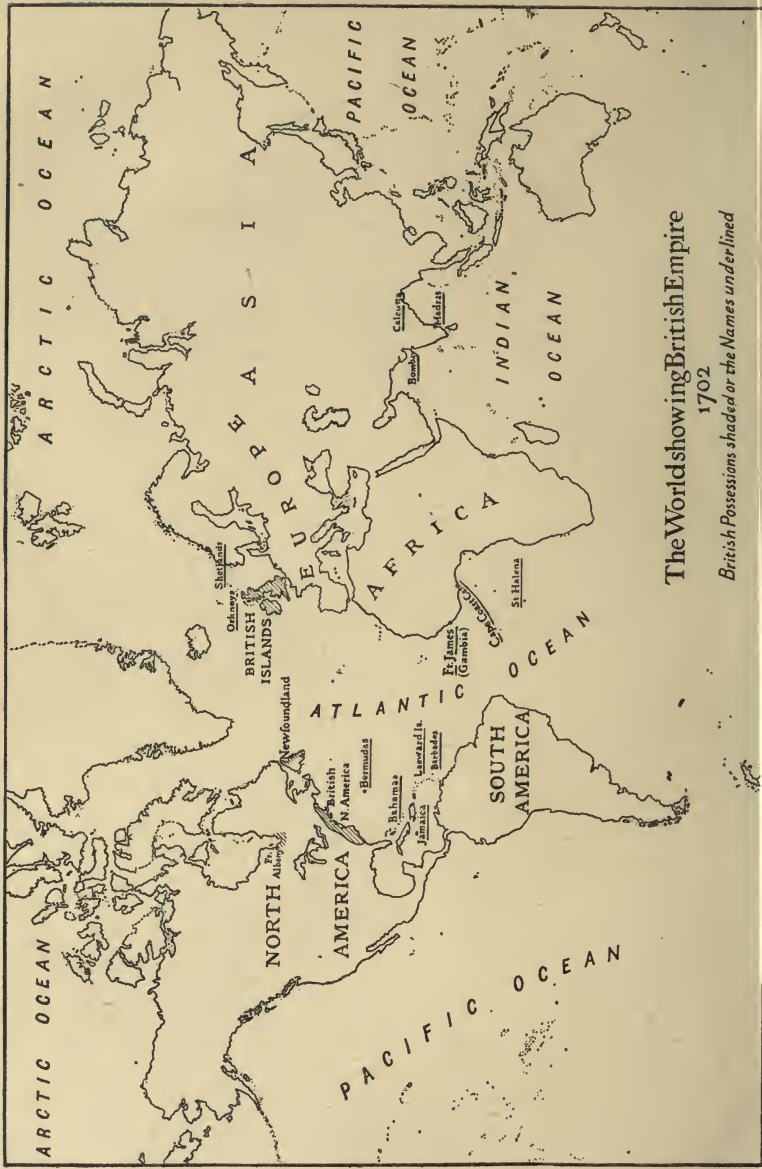 ARCTIC OCEAN
ARCTIC OCEAN
NORTH
AMERICA
Ft.
Albany
Newfoundland
British
N. America
Bermudas
Bahamas
Jamaica
Leeward Is.
Barbades
SOUTH
AMERICA
ATLANTIC OCEAN
PACIFIC OCEAN
Shetlands
Orkneys
BRITISH
ISLANDS
EUROPE
ASIA
AFRICA
Ft. James
(Gambia)
Cape Coast Cas.
St Helena
Calcutta
Bombay
Madras
INDIAN,
OCEAN
PACIFIC
OCEAN
The World showing British Empire
1702
British Possessions shaded or the Names underlined